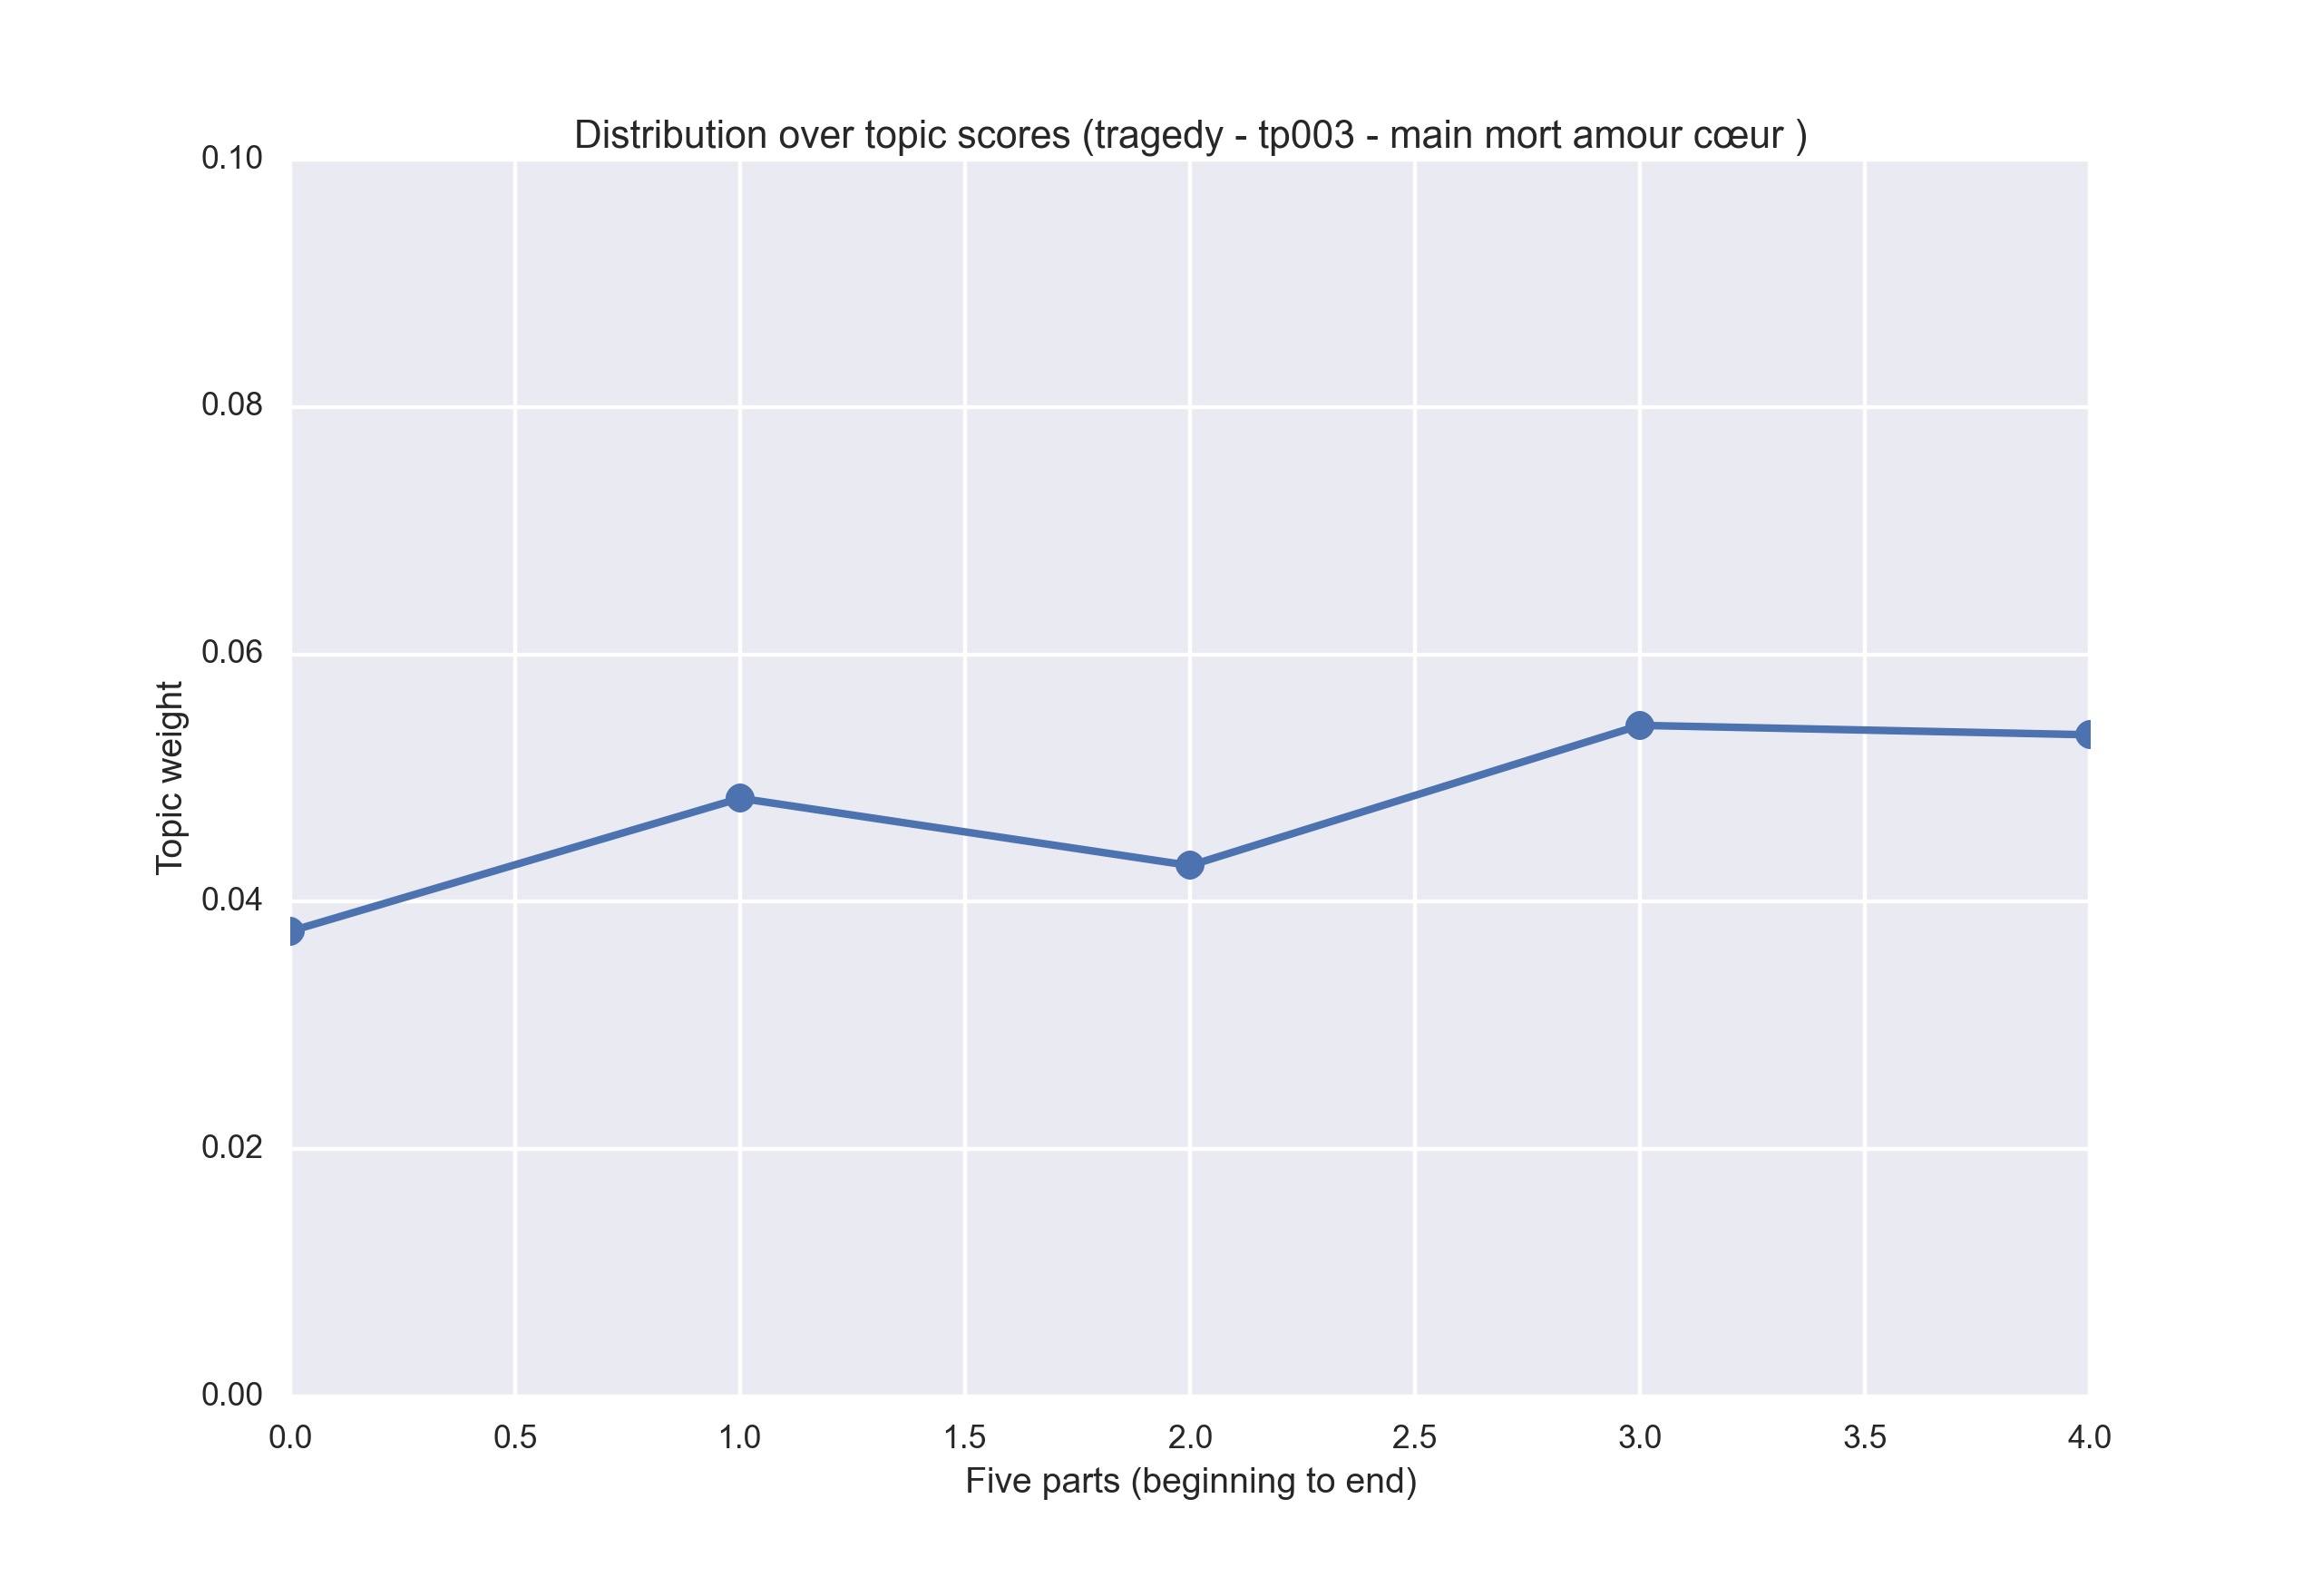 Distribution over topic scores (tragedy - tp003 - main mort amour cœur )
0.10
0.08
0.06
0.04
0.02
0.00
Topic weight
0.0 0.5 1.0 1.5 2.0 2.5 3.0 3.5 4.0
Five parts (beginning to end)